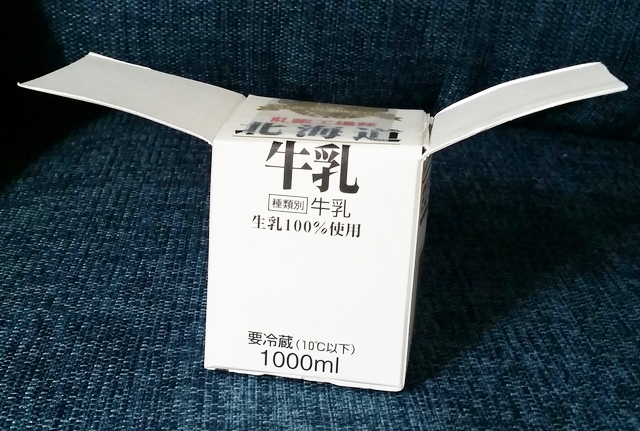 北海道
牛乳
種類別 牛乳
生乳100%使用
要冷蔵(10℃以下)
1000ml